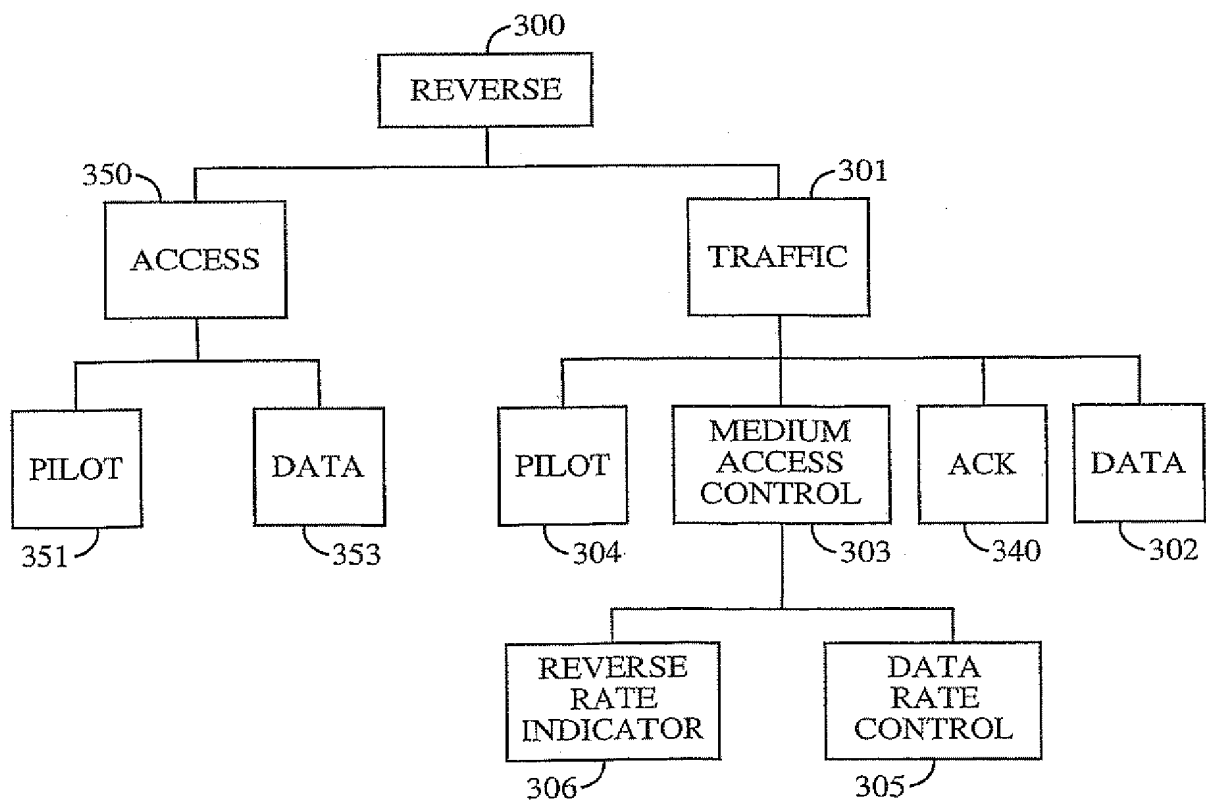 300
REVERSE
350
301
ACCESS
TRAFFIC
PILOT
DATA
PILOT
MEDIUM
ACCESS
CONTROL
ACK
DATA
351
353
304
303
340
302
REVERSE
RATE
INDICATOR
DATA
RATE
CONTROL
306
305